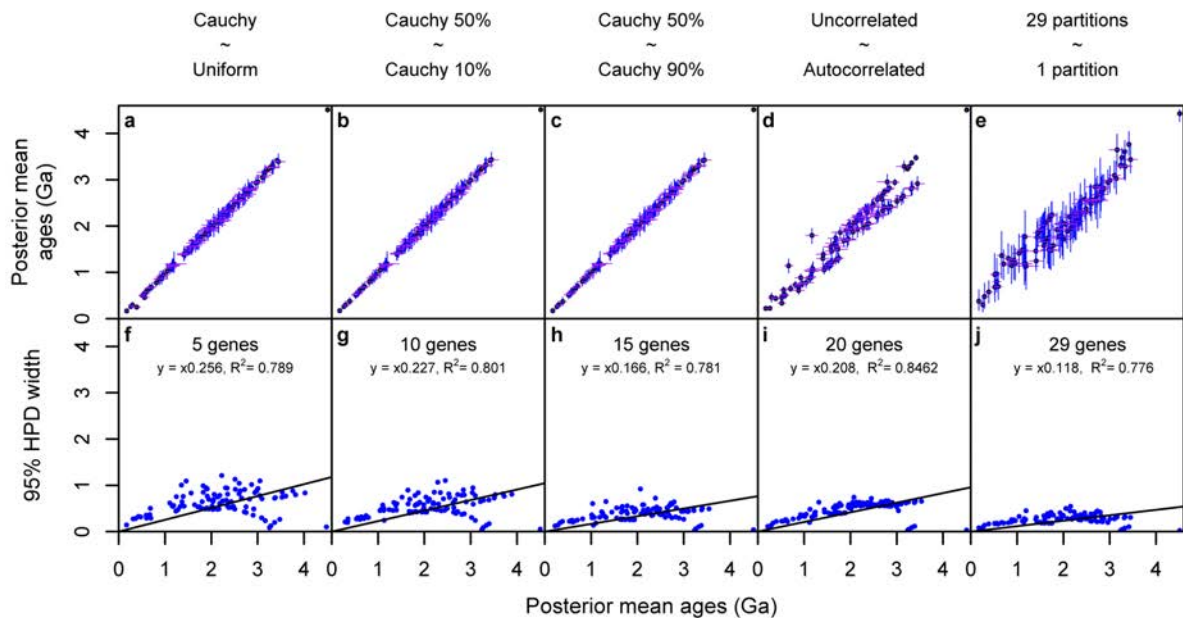 Cauchy
~
Uniform
Cauchy 50%
~
Cauchy 10%
Cauchy 50%
~
Cauchy 90%
Uncorrelated
~
Autocorrelated
29 partitions
~
1 partition
Posterior mean
ages (Ga)
0 1 2 3 4
a
b
c
d
e
95% HPD width
0 1 2 3 4
f
5 genes
y = x0.256, R²= 0.789
g
10 genes
y = x0.227, R²= 0.801
h
15 genes
y = x0.166, R²= 0.781
i
20 genes
y = x0.208, R²= 0.8462
j
29 genes
y = x0.118, R²= 0.776
0 1 2 3 4 0 1 2 3 4 0 1 2 3 4 0 1 2 3 4 0 1 2 3 4
Posterior mean ages (Ga)